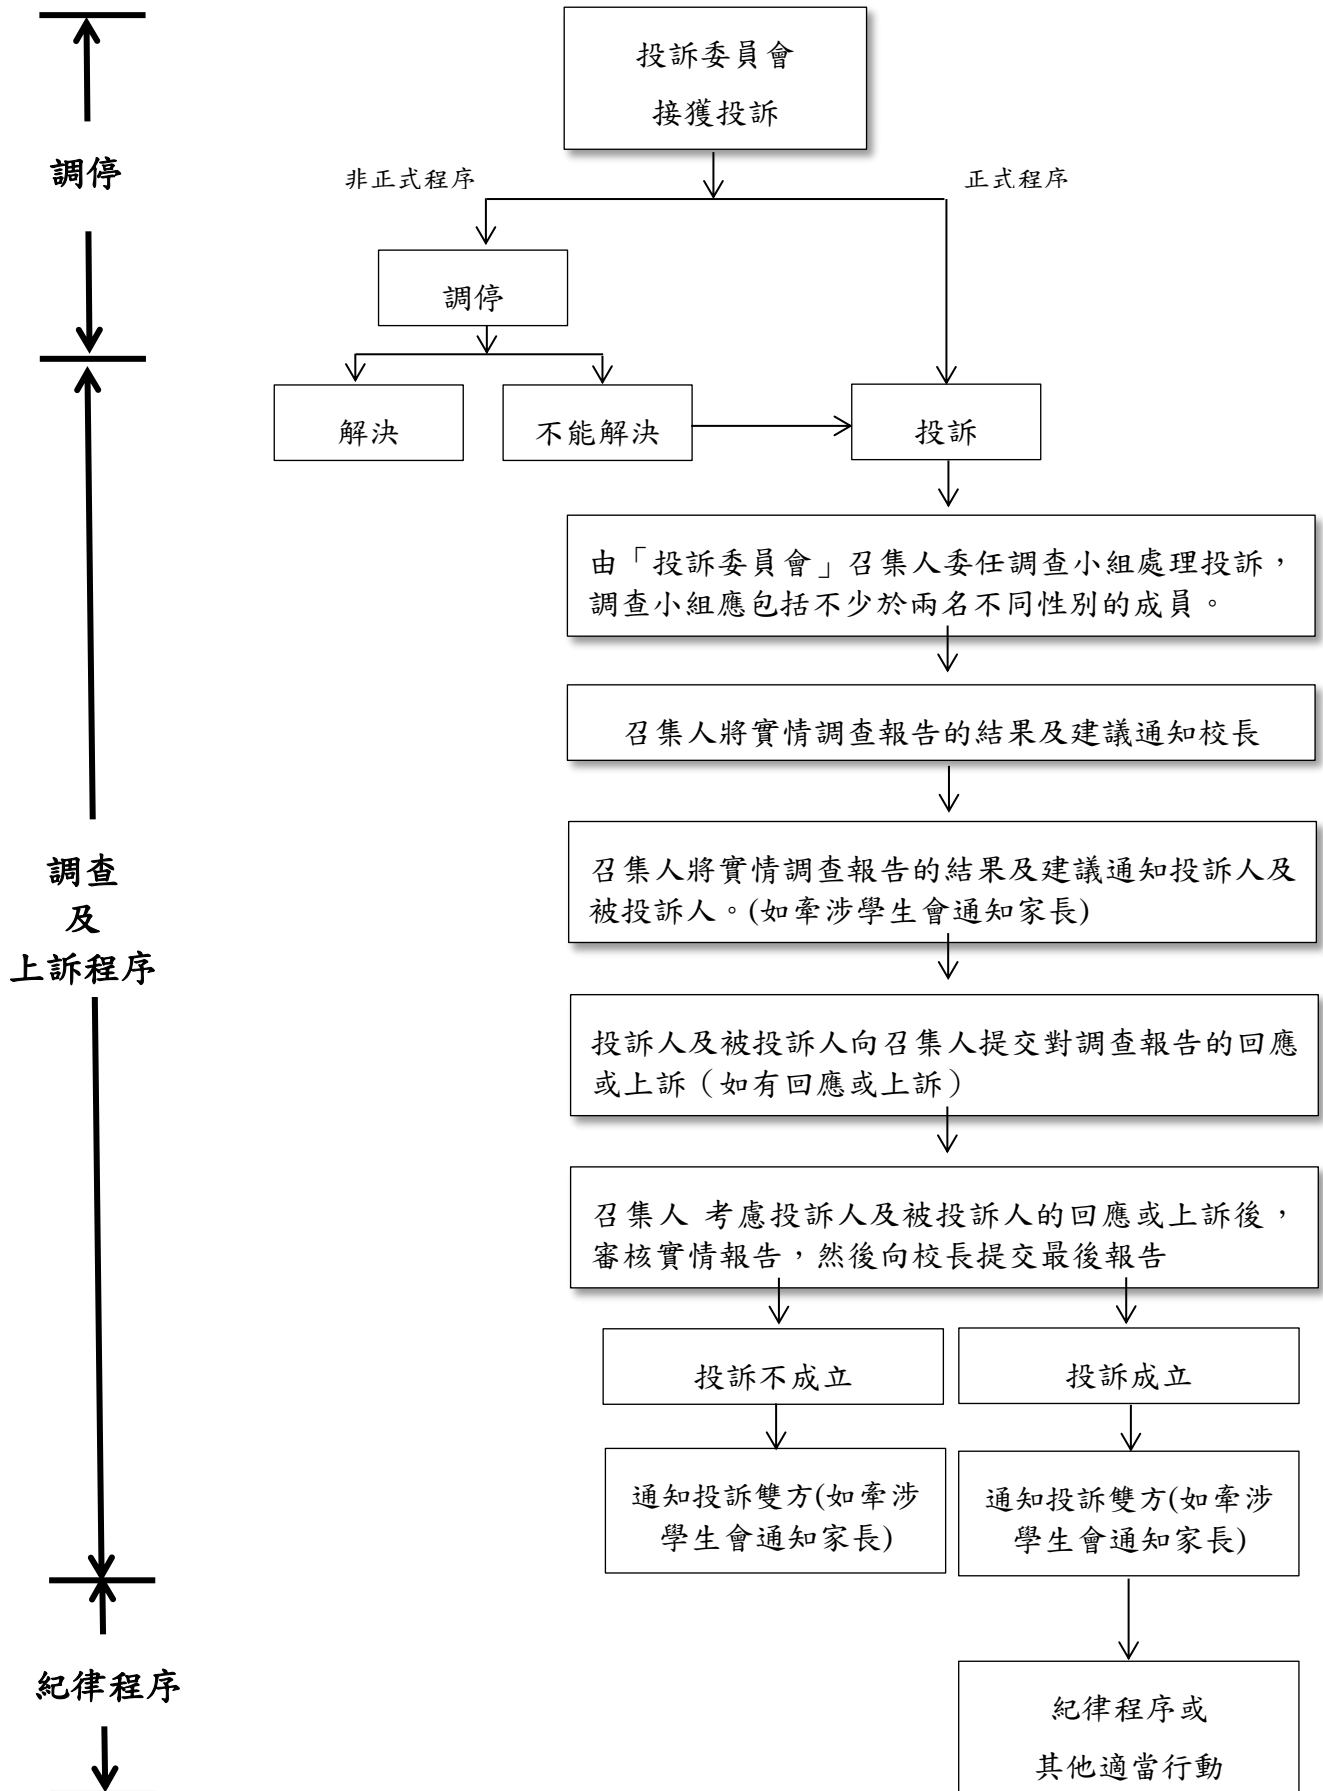 投訴委員會
接獲投訴
調停
非正式程序
正式程序
調停
解決
不能解決
投訴
由「投訴委員會」召集人委任調查小組處理投訴，
調查小組應包括不少於兩名不同性別的成員。
召集人將實情調查報告的結果及建議通知校長
召集人將實情調查報告的結果及建議通知投訴人及
被投訴人。(如牽涉學生會通知家長)
調查
及
上訴程序
投訴人及被投訴人向召集人提交對調查報告的回應
或上訴（如有回應或上訴）
召集人 考慮投訴人及被投訴人的回應或上訴後，
審核實情報告，然後向校長提交最後報告
投訴不成立
投訴成立
通知投訴雙方(如牽涉
學生會通知家長)
通知投訴雙方(如牽涉
學生會通知家長)
紀律程序
紀律程序或
其他適當行動